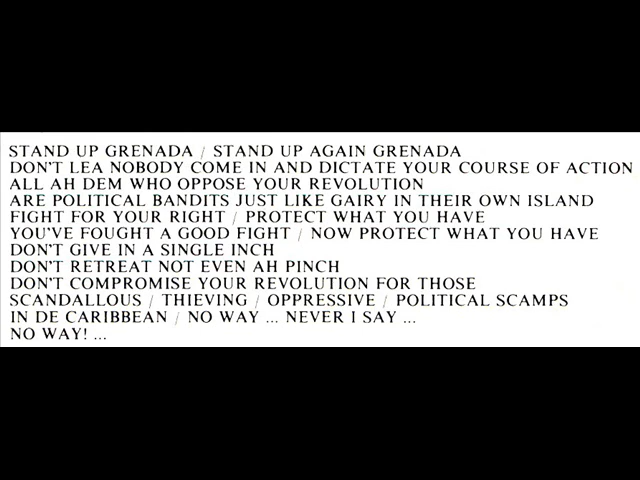 STAND UP GRENADA / STAND UP AGAIN GRENADA
DON'T LEA NOBODY COME IN AND DICTATE YOUR COURSE OF ACTION
ALL AH DEM WHO OPPOSE YOUR REVOLUTION
ARE POLITICAL BANDITS JUST LIKE GAIRY IN THEIR OWN ISLAND
FIGHT FOR YOUR RIGHT / PROTECT WHAT YOU HAVE
YOU'VE FOUGHT A GOOD FIGHT / NOW PROTECT WHAT YOU HAVE
DON'T GIVE IN A SINGLE INCH
DON'T RETREAT NOT EVEN AH PINCH
DON'T COMPROMISE YOUR REVOLUTION FOR THOSE
SCANDALLOUS / THIEVING / OPPRESSIVE / POLITICAL SCAMPS
IN DE CARIBBEAN / NO WAY ... NEVER I SAY ...
NO WAY! ...